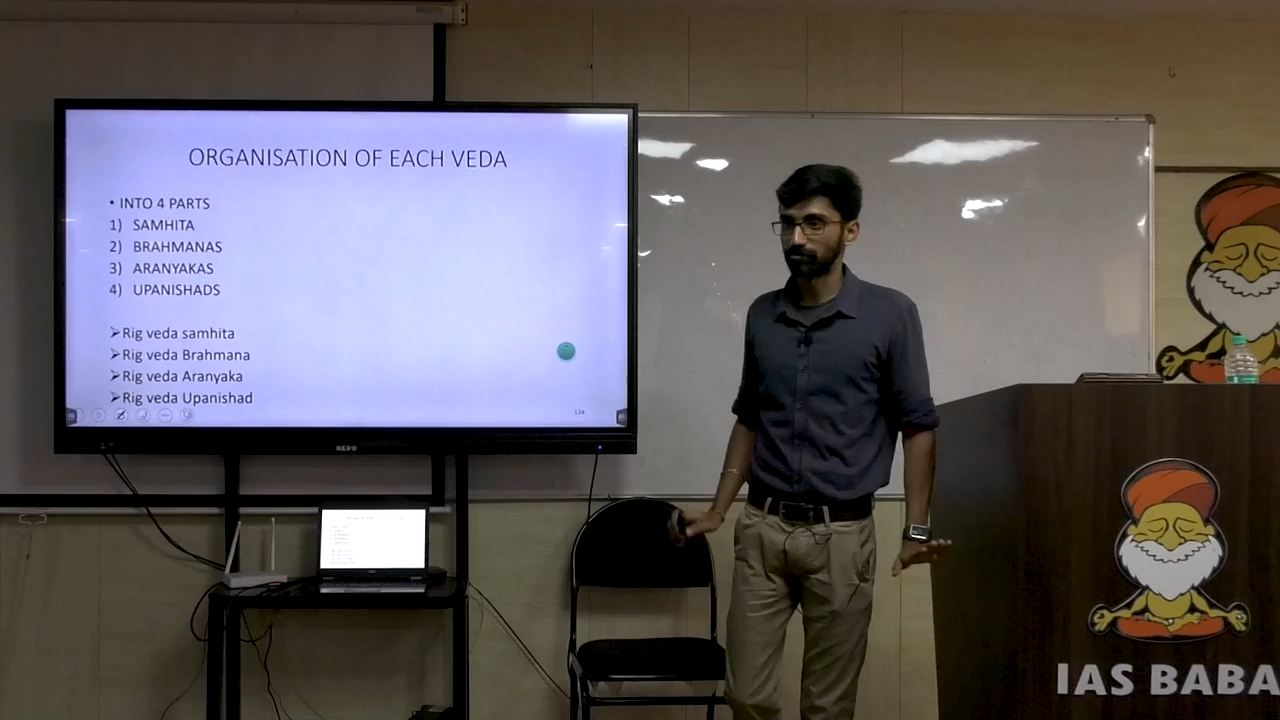 ORGANISATION OF EACH VEDA
• INTO 4 PARTS
1) SAMHITA
2) BRAHMANAS
3) ARANYAKAS
4) UPANISHADS
➢Rig veda samhita
➢Rig veda Brahmana
➢Rig veda Aranyaka
➢Rig veda Upanishad
124
IAS BABA